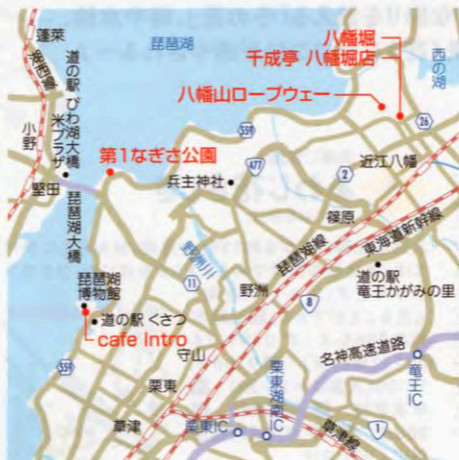 蓬莱
琵琶湖
八幡堀
千成亭 八幡堀店
西の湖
湖西線
道の駅 びわ湖大橋
米プラザ
八幡山ロープウェー
小野
359
26
第1なぎさ公園
477
2
近江八幡
兵主神社
堅田
琵琶湖大橋
篠原
東海道新幹線
野洲川
琵琶湖線
琵琶湖
博物館
11
野洲
8
道の駅
竜王かがみの里
道の駅 くさつ
cafe Intro
守山
名神高速道路
559
栗東
栗東湖南IC
竜王IC
草津
栗東IC
草津線
1